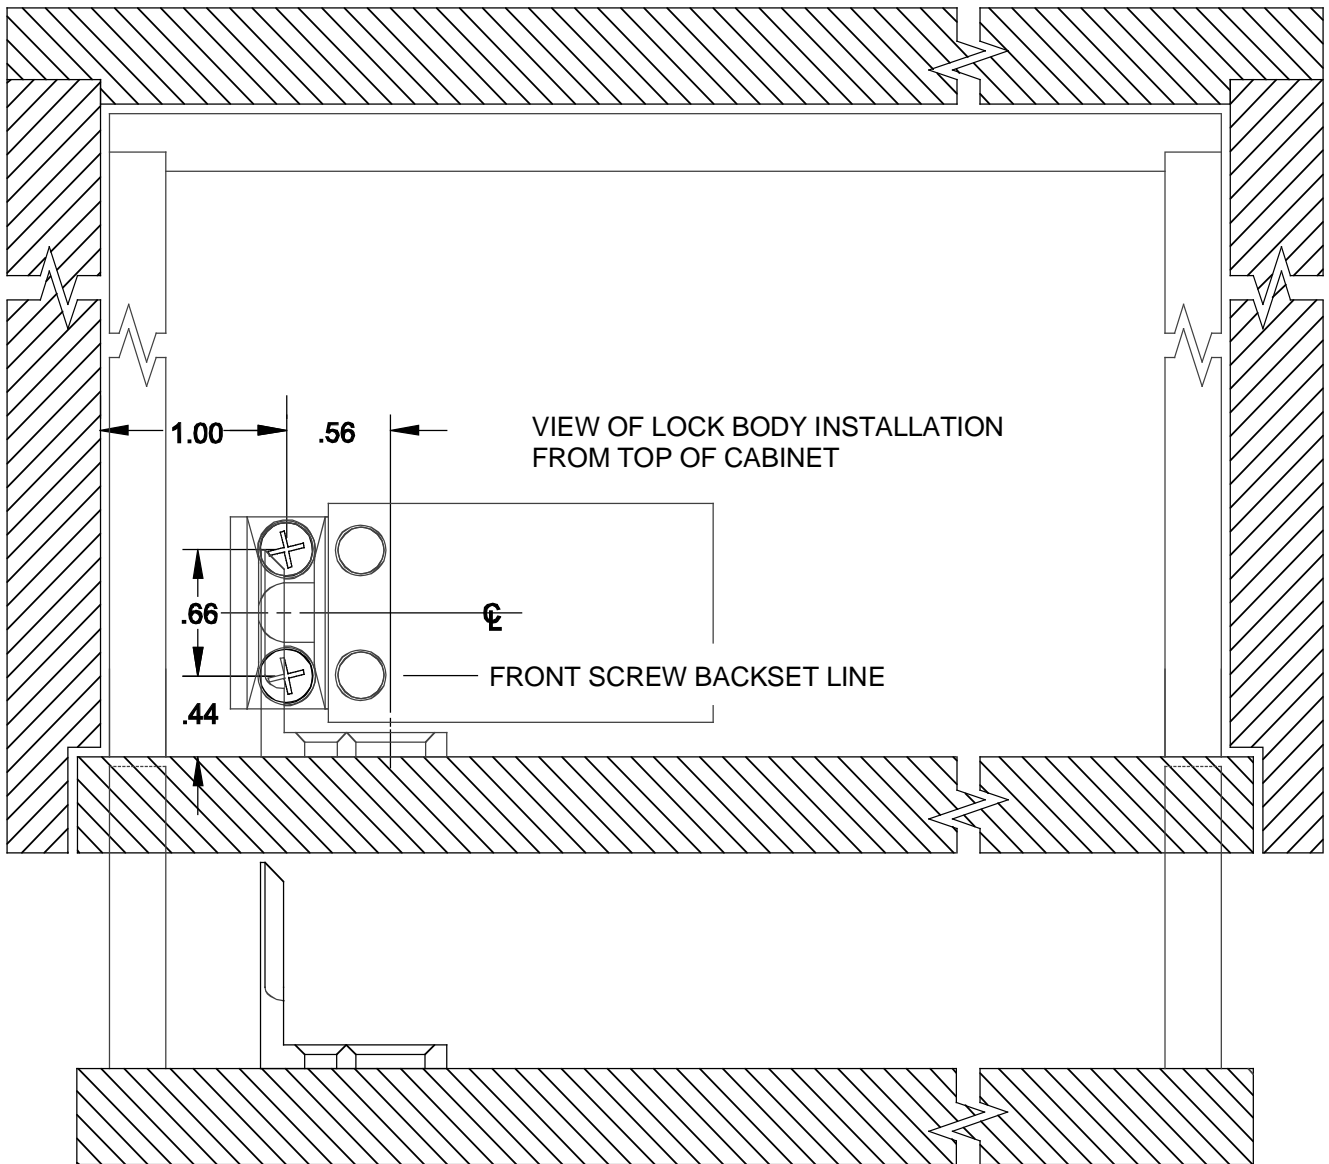 1.00
.56
VIEW OF LOCK BODY INSTALLATION
FROM TOP OF CABINET
.66
℄
FRONT SCREW BACKSET LINE
.44